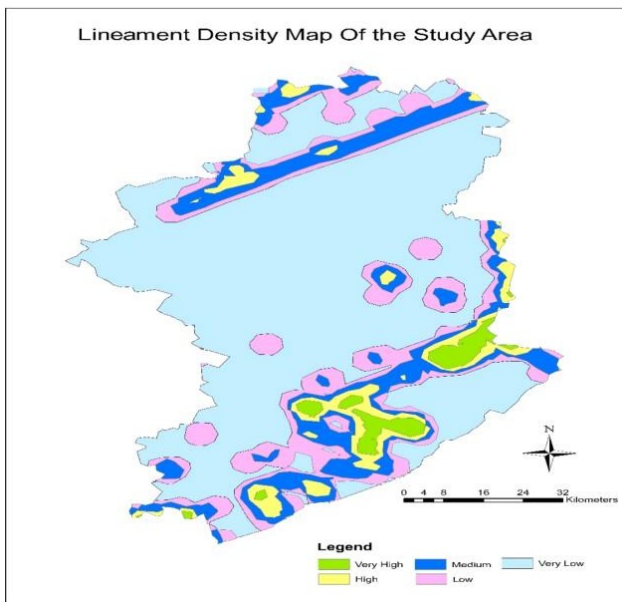 Lineament Density Map Of the Study Area
N
0 4 8 16 24 32
Kilometers
Legend
Very High Medium Very Low
High Low